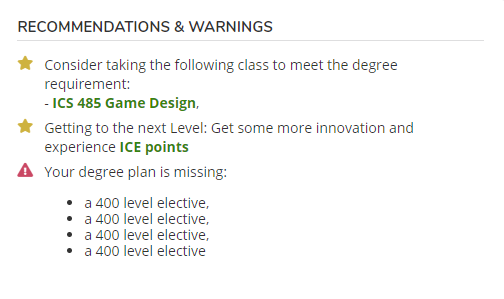 RECOMMENDATIONS & WARNINGS
Consider taking the following class to meet the degree
requirement:
- ICS 485 Game Design,
Getting to the next Level: Get some more innovation and
experience ICE points
Your degree plan is missing:
• a 400 level elective,
• a 400 level elective,
• a 400 level elective,
• a 400 level elective